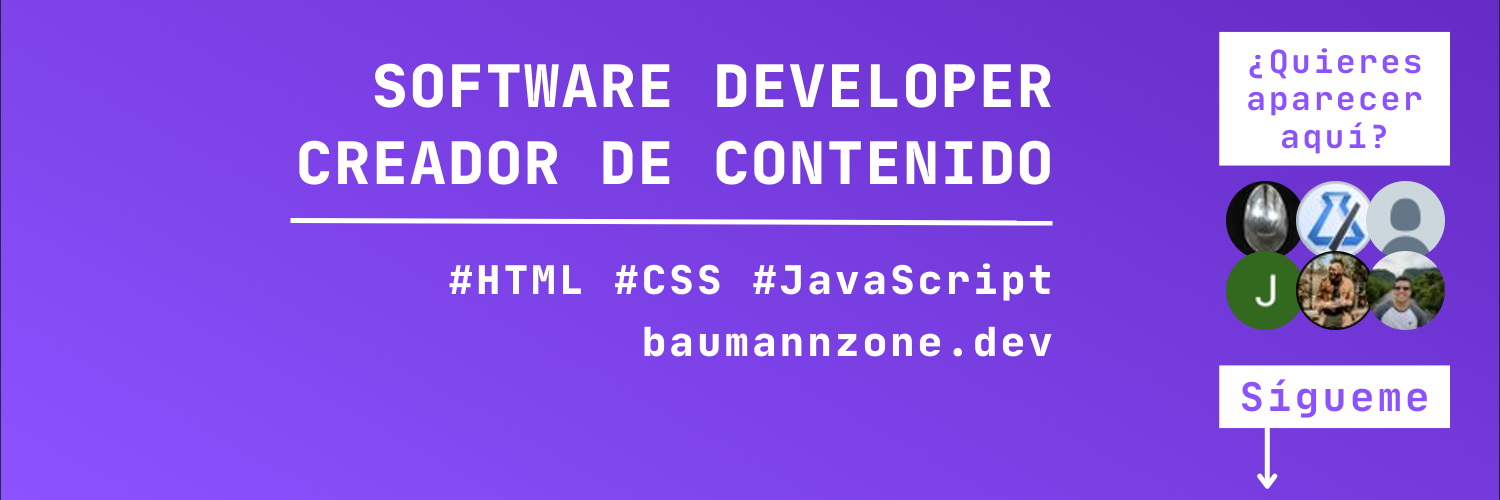 SOFTWARE DEVELOPER
CREADOR DE CONTENIDO
#HTML #CSS #JavaScript
baumannzone.dev
¿Quieres
aparecer
aquí?
J
Sígueme